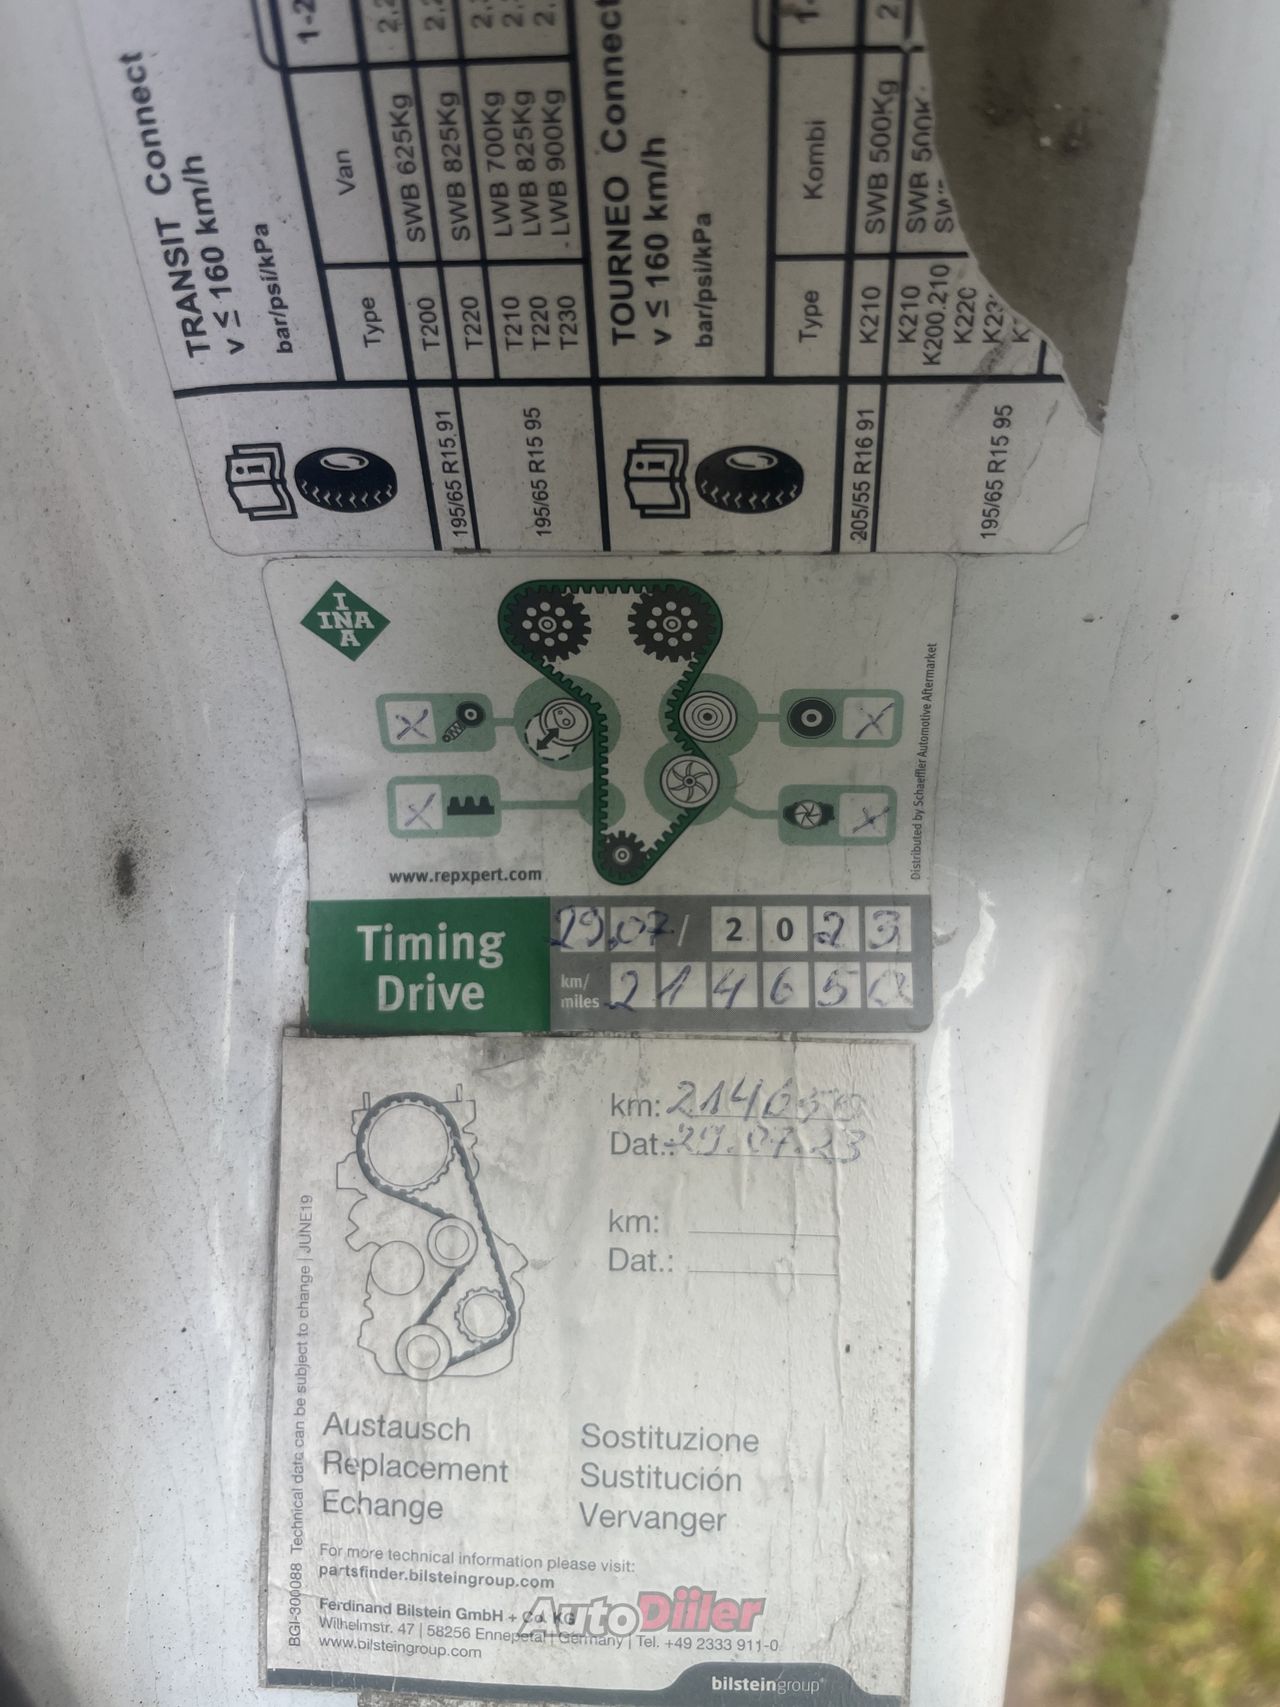 TRANSIT Connect
v ≤ 160 km/h
bar/psi/kPa
Van
Type
T200 SWB 625Kg
T220 SWB 825Kg
T210 LWB 700Kg
T220 LWB 825Kg
T230 LWB 900Kg
195/65 R15 91
195/65 R15 95
TOURNEO Connect
v ≤ 160 km/h
bar/psi/kPa
Kombi
Type
K210 SWB 500Kg
K210 SWB
K200.210
K220
205/55 R16 91
195/65 R15 95
INA
INA
www.repxpert.com
Distributed by Schaeffler Automotive Aftermarket
Timing
Drive
29.07/ 2023
km/
miles 214650
km: 214650
Dat.: 29.07.23
km:
Dat.:
Austausch
Replacement
Echange
Sostituzione
Sustitución
Vervanger
For more technical information please visit:
partsfinder.bilsteingroup.com
Ferdinand Bilstein GmbH + Co. KG
Wilhelmstr. 47 | 58256 Ennepetal | Germany | Tel. +49 2333 911-0
www.bilsteingroup.com
BGI-300088 Technical data can be subject to change | JUNE19
AutoDiiler
bilsteingroup®